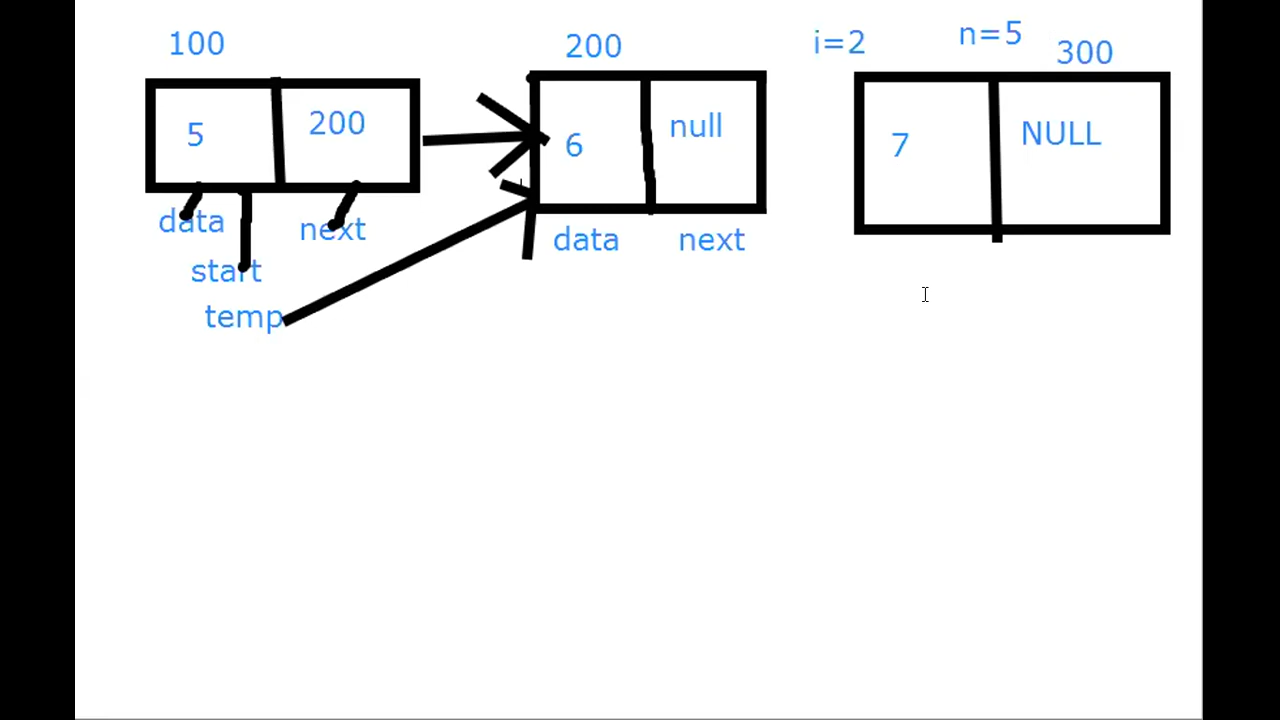 100
200
i=2
n=5
300
5
200
6
null
7
NULL
data
next
data
next
start
temp